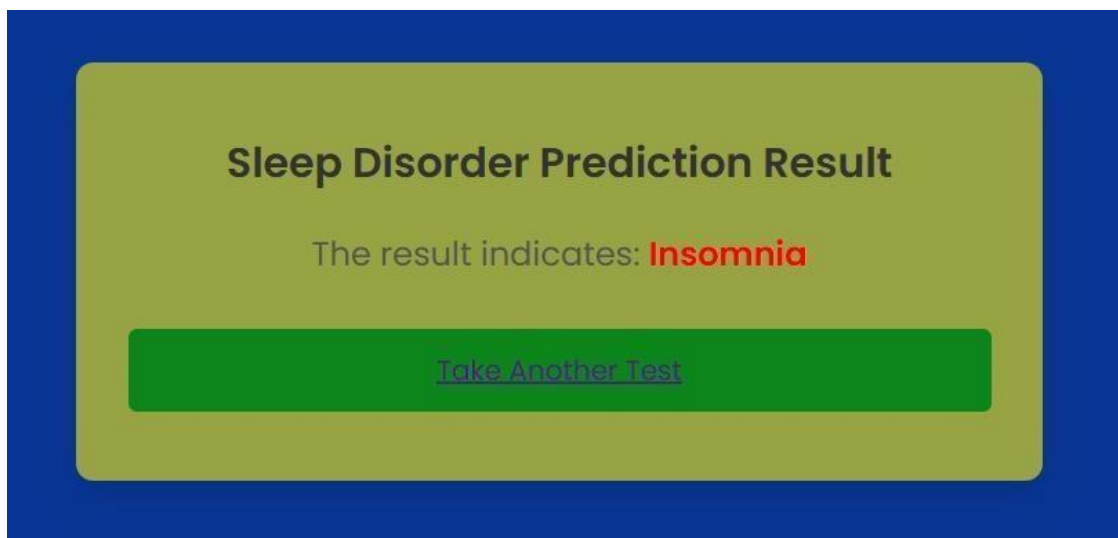 Sleep Disorder Prediction Result
The result indicates: Insomnia
Take Another Test